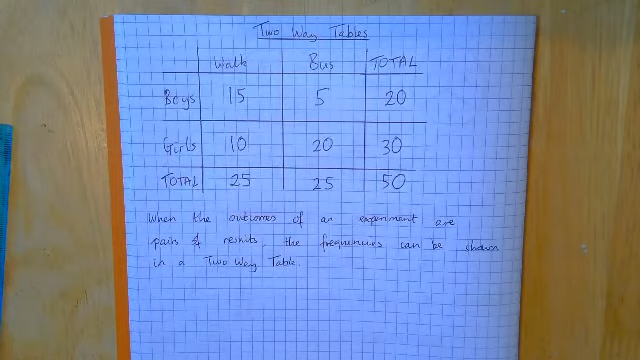 Two Way Tables
Walk Bus TOTAL
Boys 15 5 20
Girls 10 20 30
TOTAL 25 25 50
When the outcomes of an experiment are
pairs of results, the frequencies can be shown
in a Two Way Table.